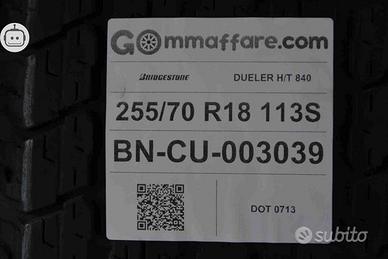 GOmmaffare.com
BRIDGESTONE DUELER H/T 840
255/70 R18 113S
BN-CU-003039
DOT 0713
subito